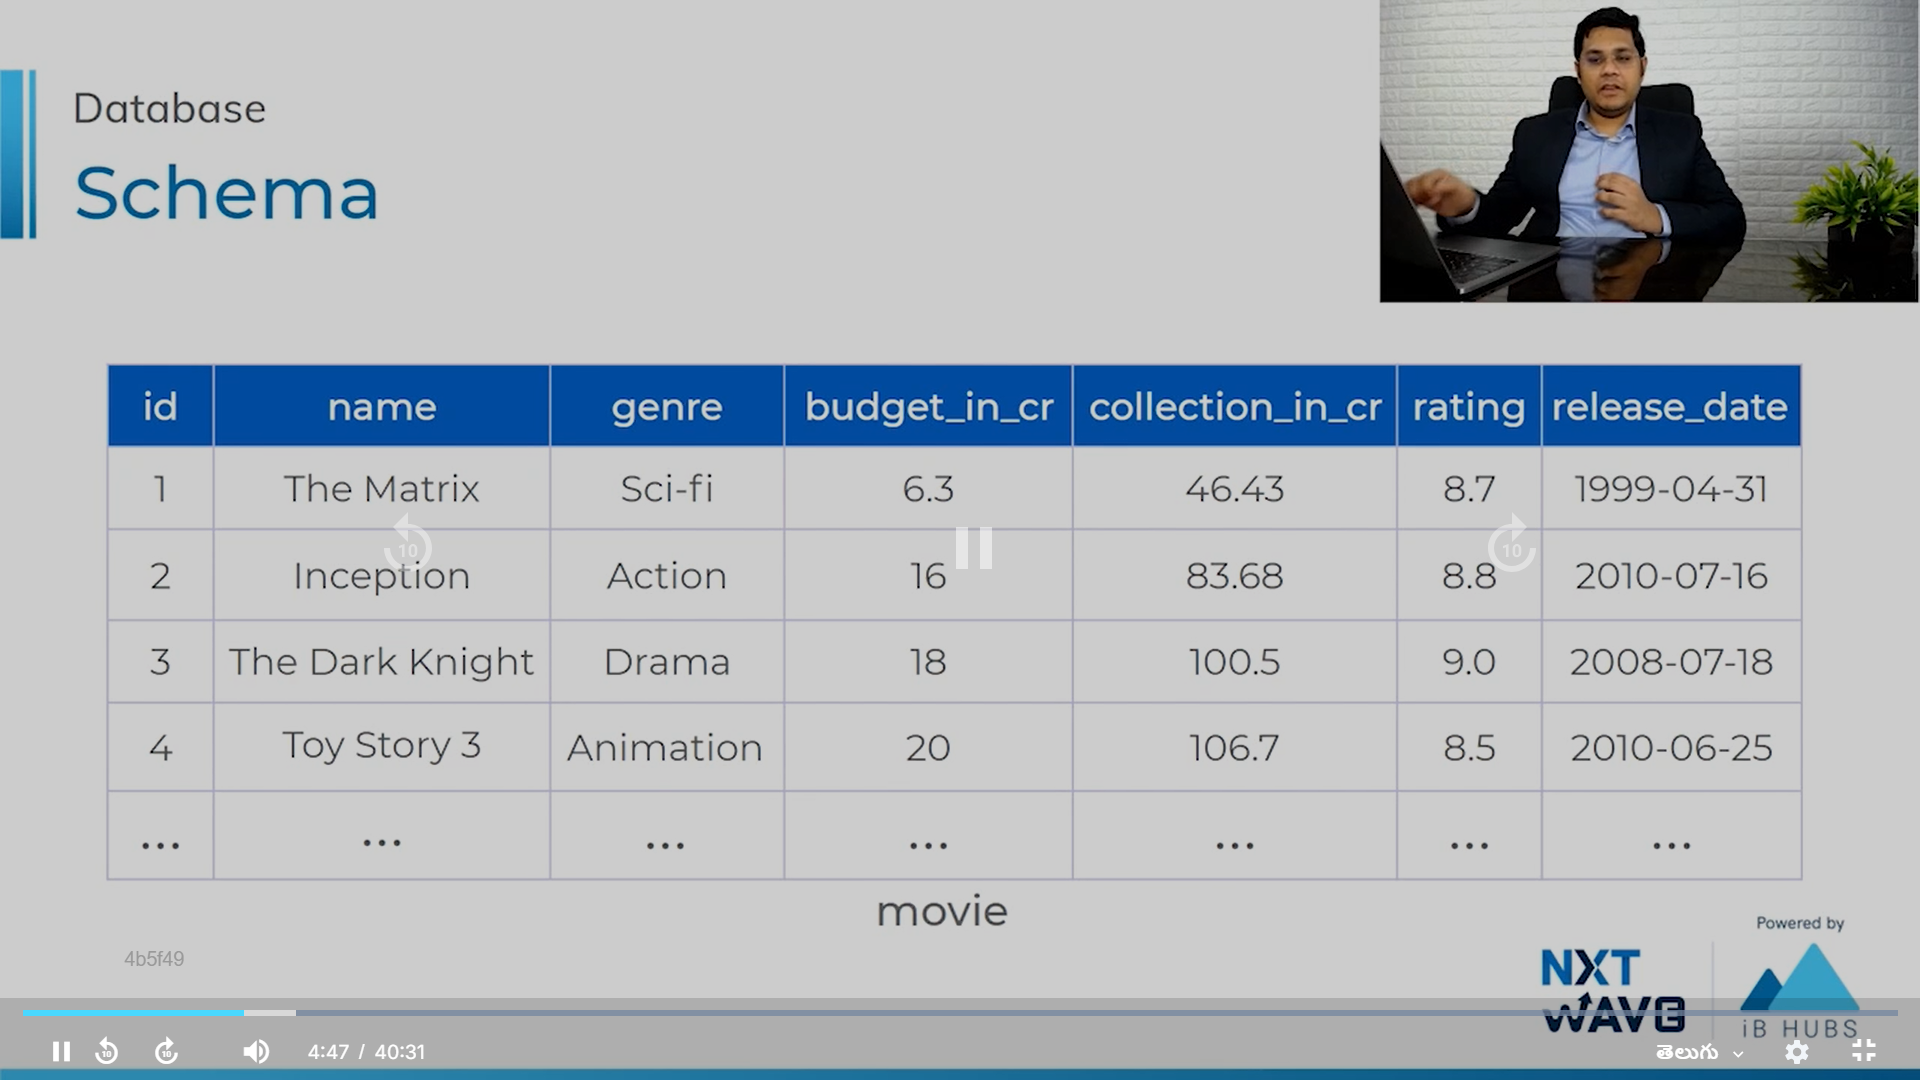 Database
Schema
id name genre budget_in_cr collection_in_cr rating release_date
1 The Matrix Sci-fi 6.3 46.43 8.7 1999-04-31
2 Inception Action 16 83.68 8.8 2010-07-16
3 The Dark Knight Drama 18 100.5 9.0 2008-07-18
4 Toy Story 3 Animation 20 106.7 8.5 2010-06-25
... ... ... ... ... ... ...
movie
10
10
4b5f49
Powered by
NXT
WAVE
iB HUBS
10
10
4:47 / 40:31
తెలుగు